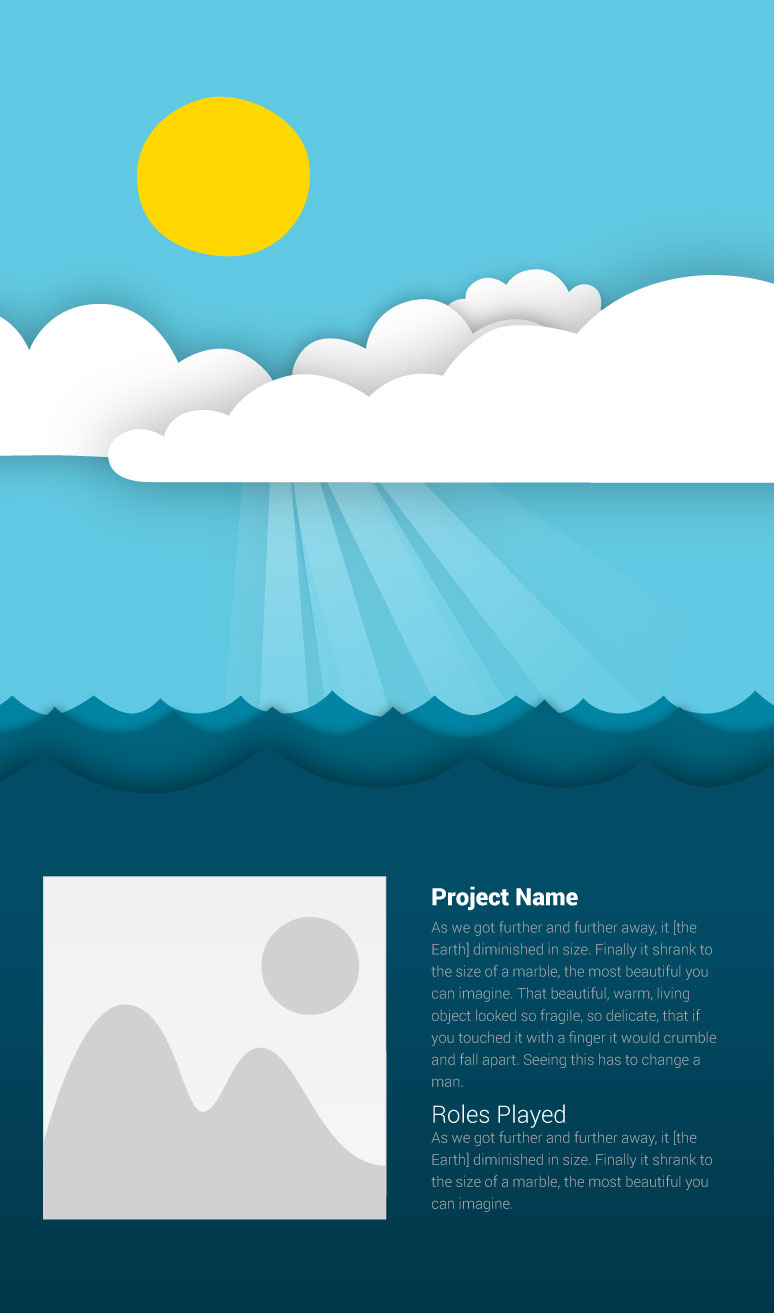 Project Name
As we got further and further away, it [the
Earth] diminished in size. Finally it shrank to
the size of a marble, the most beautiful you
can imagine. That beautiful, warm, living
object looked so fragile, so delicate, that if
you touched it with a finger it would crumble
and fall apart. Seeing this has to change a
man.
Roles Played
As we got further and further away, it [the
Earth] diminished in size. Finally it shrank to
the size of a marble, the most beautiful you
can imagine.